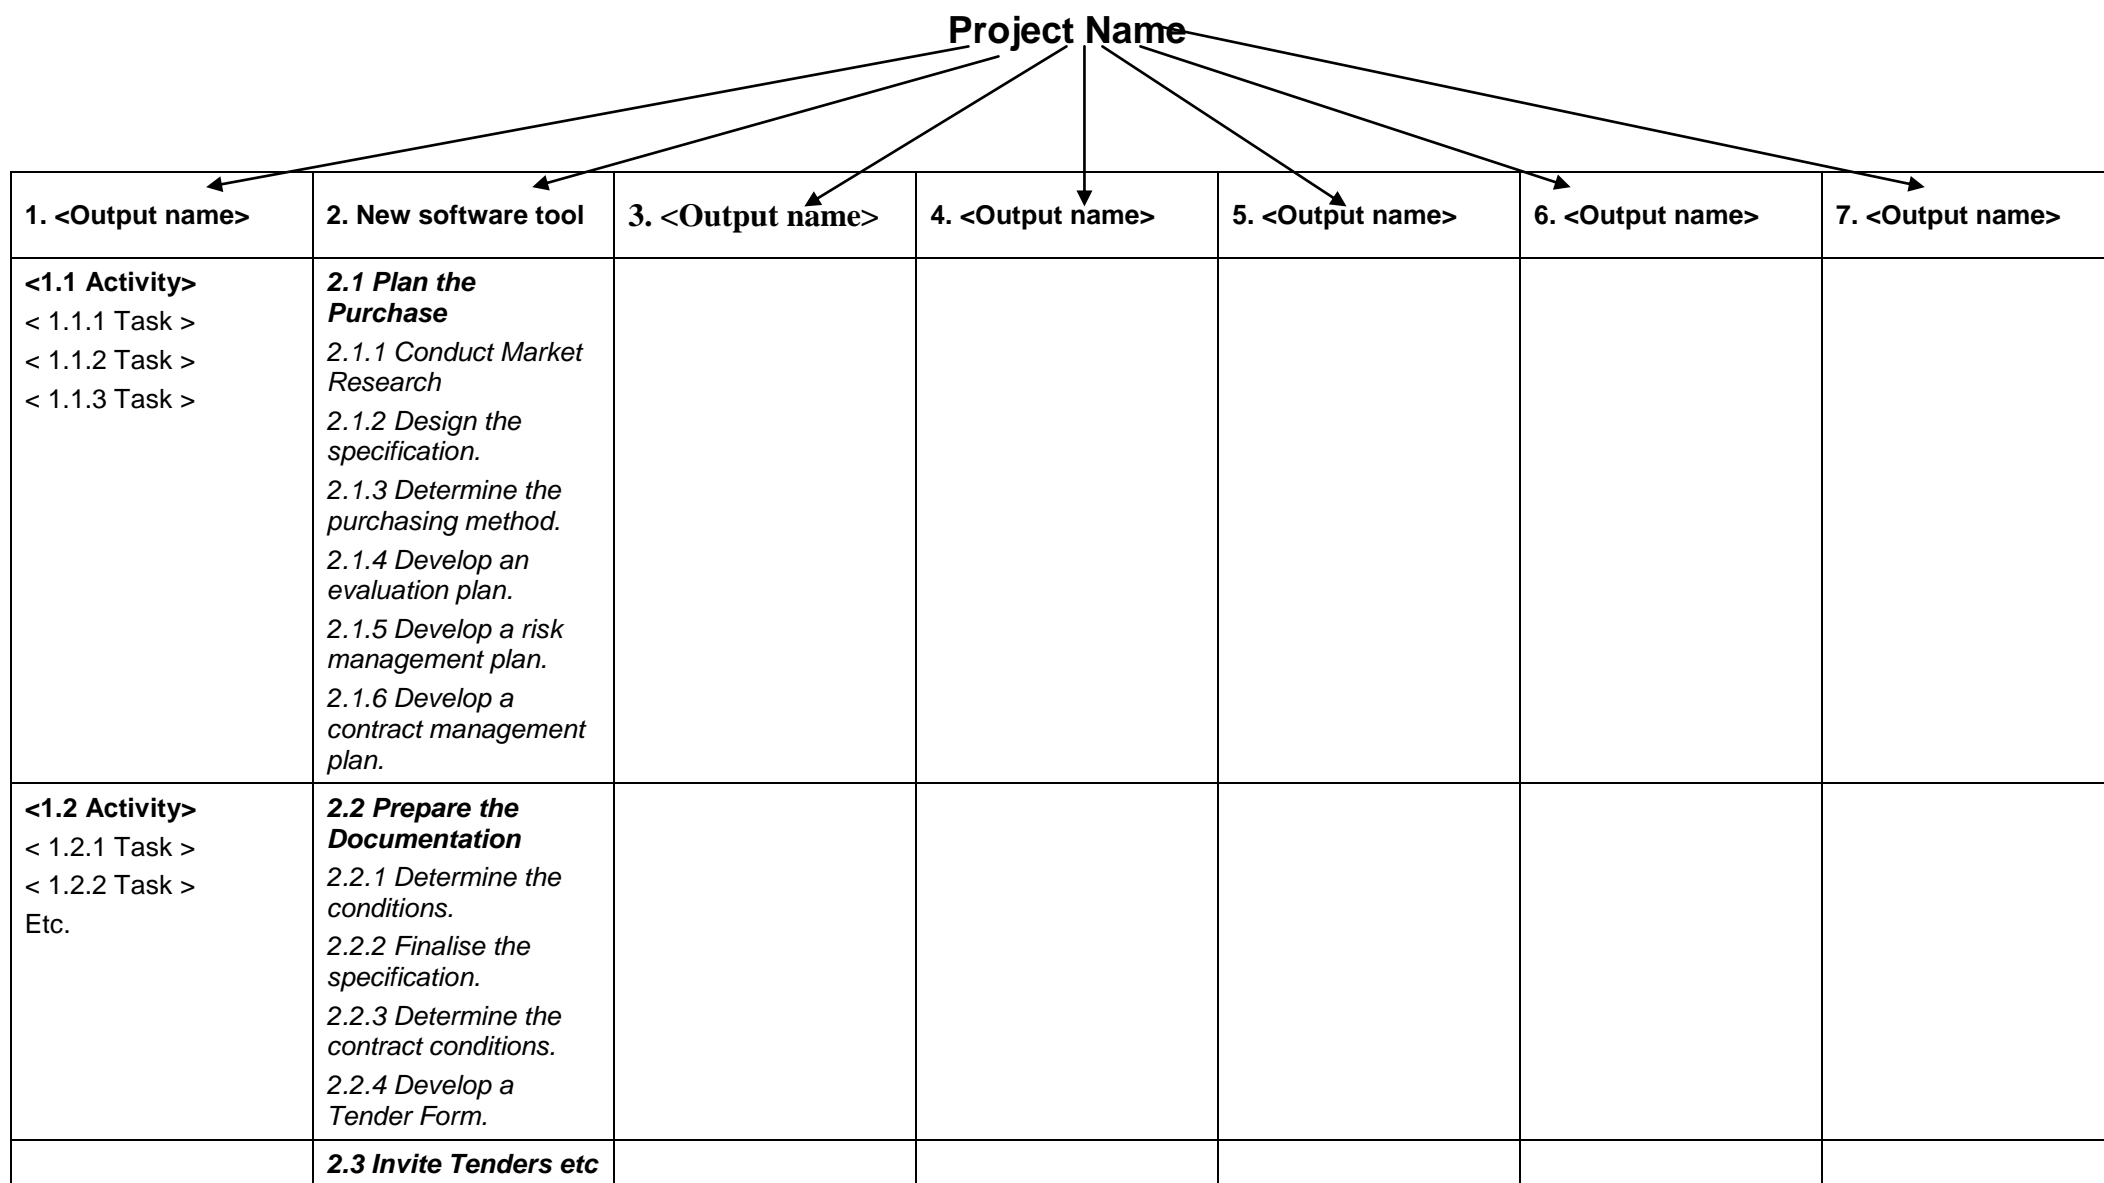 Project Name
1. <Output name>
2. New software tool
3. <Output name>
4. <Output name>
5. <Output name>
6. <Output name>
7. <Output name>
<1.1 Activity>
< 1.1.1 Task >
< 1.1.2 Task >
< 1.1.3 Task >
2.1 Plan the
Purchase
2.1.1 Conduct Market
Research
2.1.2 Design the
specification.
2.1.3 Determine the
purchasing method.
2.1.4 Develop an
evaluation plan.
2.1.5 Develop a risk
management plan.
2.1.6 Develop a
contract management
plan.
<1.2 Activity>
< 1.2.1 Task >
< 1.2.2 Task >
Etc.
2.2 Prepare the
Documentation
2.2.1 Determine the
conditions.
2.2.2 Finalise the
specification.
2.2.3 Determine the
contract conditions.
2.2.4 Develop a
Tender Form.
2.3 Invite Tenders etc